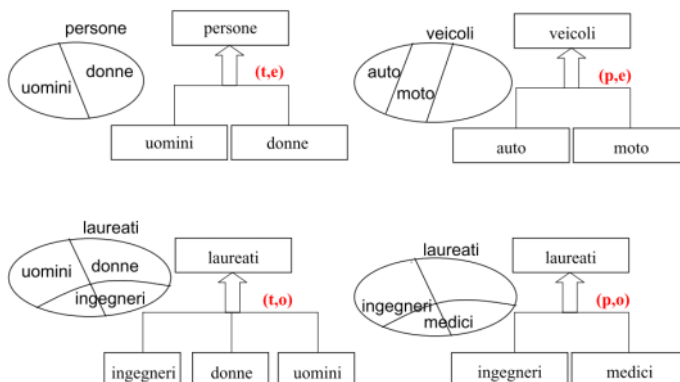 persone
uomini
donne
persone
(t,e)
uomini
donne
veicoli
auto
moto
veicoli
(p,e)
auto
moto
laureati
uomini
donne
ingegneri
laureati
(t,o)
ingegneri
donne
uomini
laureati
ingegneri
medici
laureati
(p,o)
ingegneri
medici